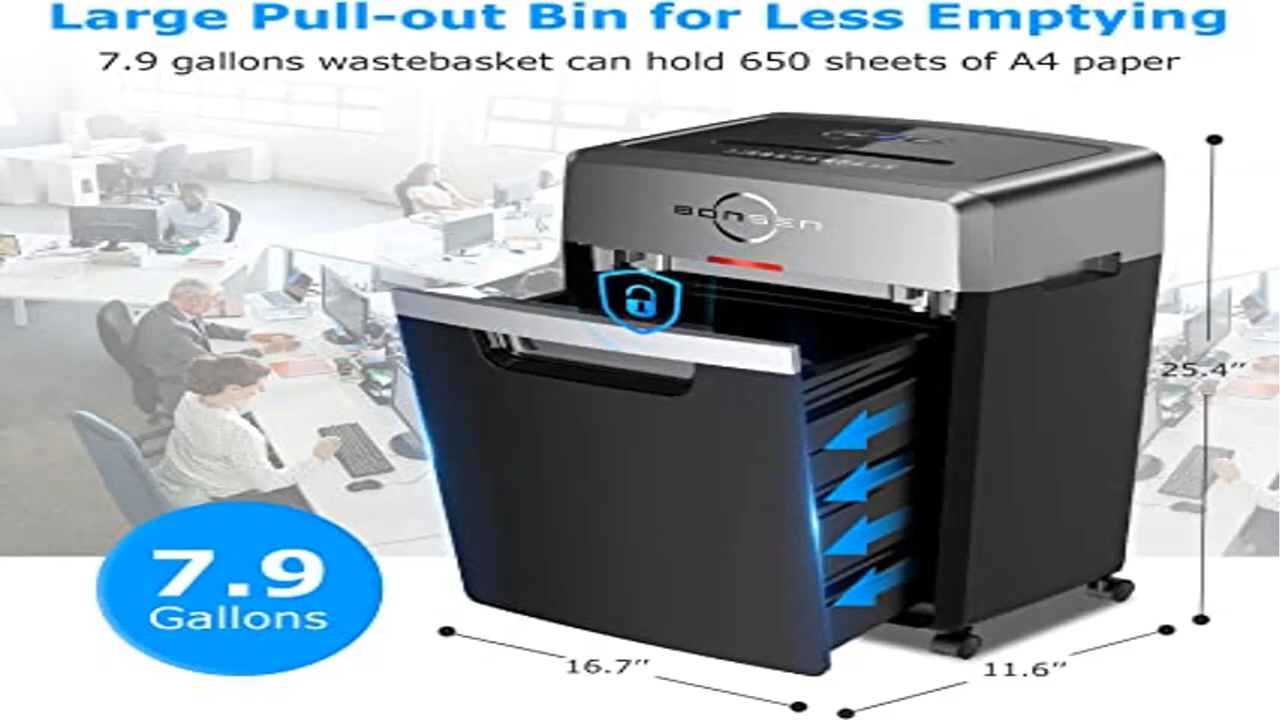 Large Pull-out Bin for Less Emptying
7.9 gallons wastebasket can hold 650 sheets of A4 paper
BONSEN
25.4″
7.9
Gallons
16.7″
11.6″